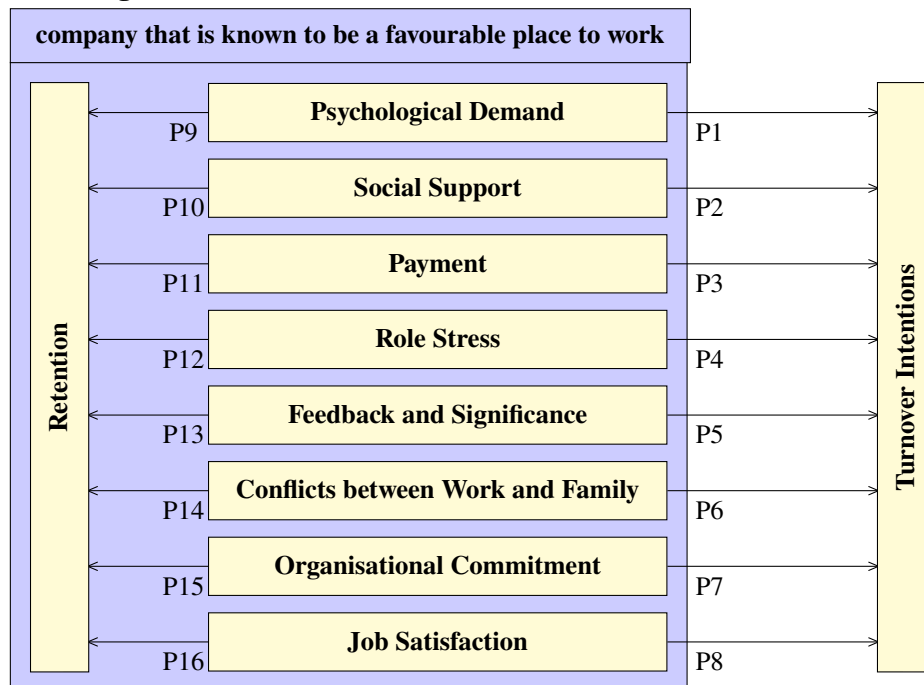 company that is known to be a favourable place to work
Psychological Demand
P9
P1
Social Support
P10
P2
Payment
P11
P3
Role Stress
P12
P4
Retention
Turnover Intentions
Feedback and Significance
P13
P5
Conflicts between Work and Family
P14
P6
Organisational Commitment
P15
P7
Job Satisfaction
P16
P8